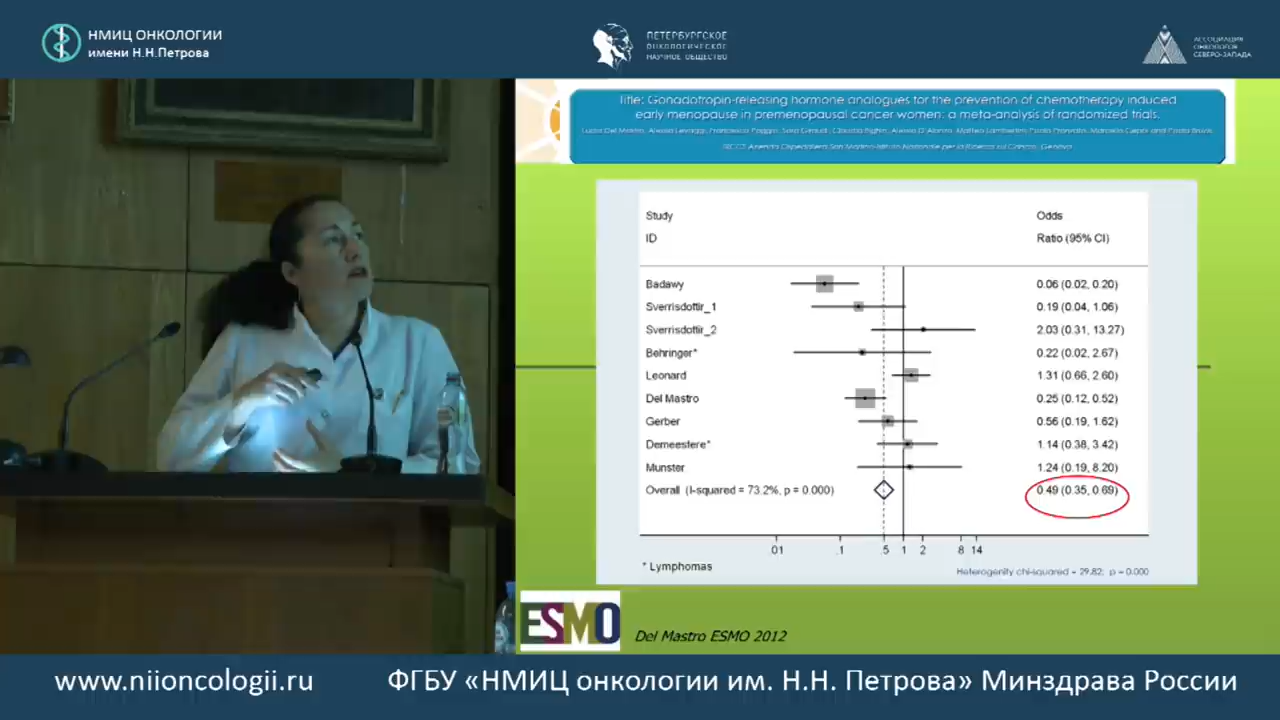 НМИЦ ОНКОЛОГИИ
имени Н.Н.Петрова
ПЕТЕРБУРГСКОЕ
ОНКОЛОГИЧЕСКОЕ
НАУЧНОЕ ОБЩЕСТВО
АССОЦИАЦИЯ
ОНКОЛОГОВ
СЕВЕРО-ЗАПАДА
Title: Gonadotropin-releasing hormone analogues for the prevention of chemotherapy induced
early menopause in premenopausal cancer women: a meta-analysis of randomized trials.
Study
ID
Odds
Ratio (95% CI)
Badawy 0.06 (0.02, 0.20)
Sverrisdottir_1 0.19 (0.04, 1.06)
Sverrisdottir_2 2.03 (0.31, 13.27)
Behringer* 0.22 (0.02, 2.67)
Leonard 1.31 (0.66, 2.60)
Del Mastro 0.25 (0.12, 0.52)
Gerber 0.56 (0.19, 1.62)
Demeestere* 1.14 (0.38, 3.42)
Munster 1.24 (0.19, 8.20)
Overall (I-squared = 73.2%, p = 0.000) 0.49 (0.35, 0.69)
.01 .1 .5 1 2 8 14
* Lymphomas
Heterogenity chi-squared = 29.82; p = 0.000
ESMO
Del Mastro ESMO 2012
www.niioncologii.ru
ФГБУ «НМИЦ онкологии им. Н.Н. Петрова» Минздрава России